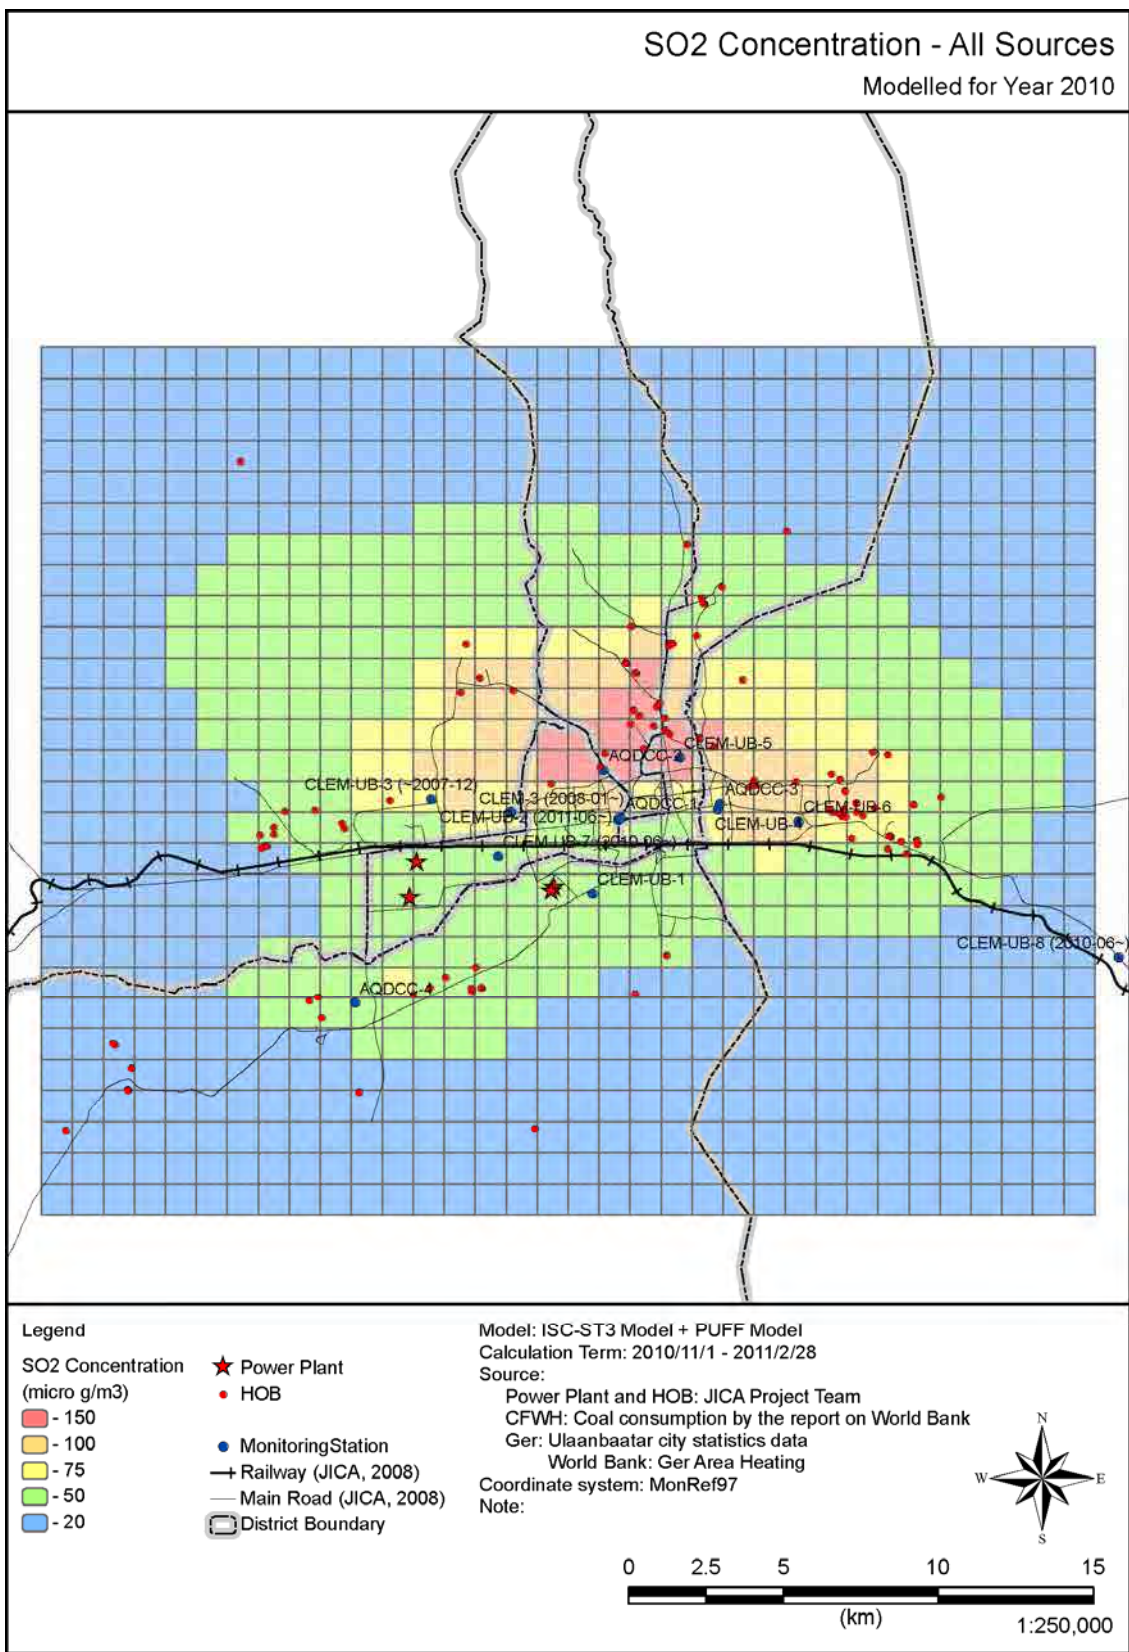 SO2 Concentration - All Sources
Modelled for Year 2010
CLEM-UB-5
AQDCC-2
CLEM-UB-3 (~2007-12)
AQDCC-3
CLEM-3 (2008-01~)
AQDCC-1
CLEM-UB-6
CLEM-UB-2 (2011-06~)
CLEM-UB-4
CLEM-UB-7 (2010-06~)
CLEM-UB-1
CLEM-UB-8 (2010-06~)
AQDCC-4
Legend
SO2 Concentration
(micro g/m3)
- 150
- 100
- 75
- 50
- 20
Power Plant
HOB
MonitoringStation
Railway (JICA, 2008)
Main Road (JICA, 2008)
District Boundary
Model: ISC-ST3 Model + PUFF Model
Calculation Term: 2010/11/1 - 2011/2/28
Source:
Power Plant and HOB: JICA Project Team
CFWH: Coal consumption by the report on World Bank
Ger: Ulaanbaatar city statistics data
World Bank: Ger Area Heating
Coordinate system: MonRef97
Note:
N
W E
S
0 2.5 5 10 15
(km)
1:250,000